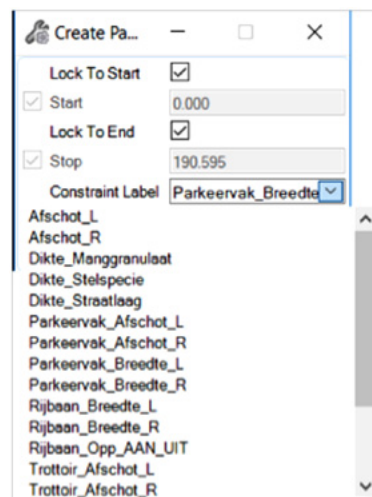 Create Pa...
Lock To Start
Start 0.000
Lock To End
Stop 190.595
Constraint Label Parkeervak_Breedte
Afschot_L
Afschot_R
Dikte_Manggranulaat
Dikte_Stelspecie
Dikte_Straatlaag
Parkeervak_Afschot_L
Parkeervak_Afschot_R
Parkeervak_Breedte_L
Parkeervak_Breedte_R
Rijbaan_Breedte_L
Rijbaan_Breedte_R
Rijbaan_Opp_AAN_UIT
Trottoir_Afschot_L
Trottoir_Afschot_R